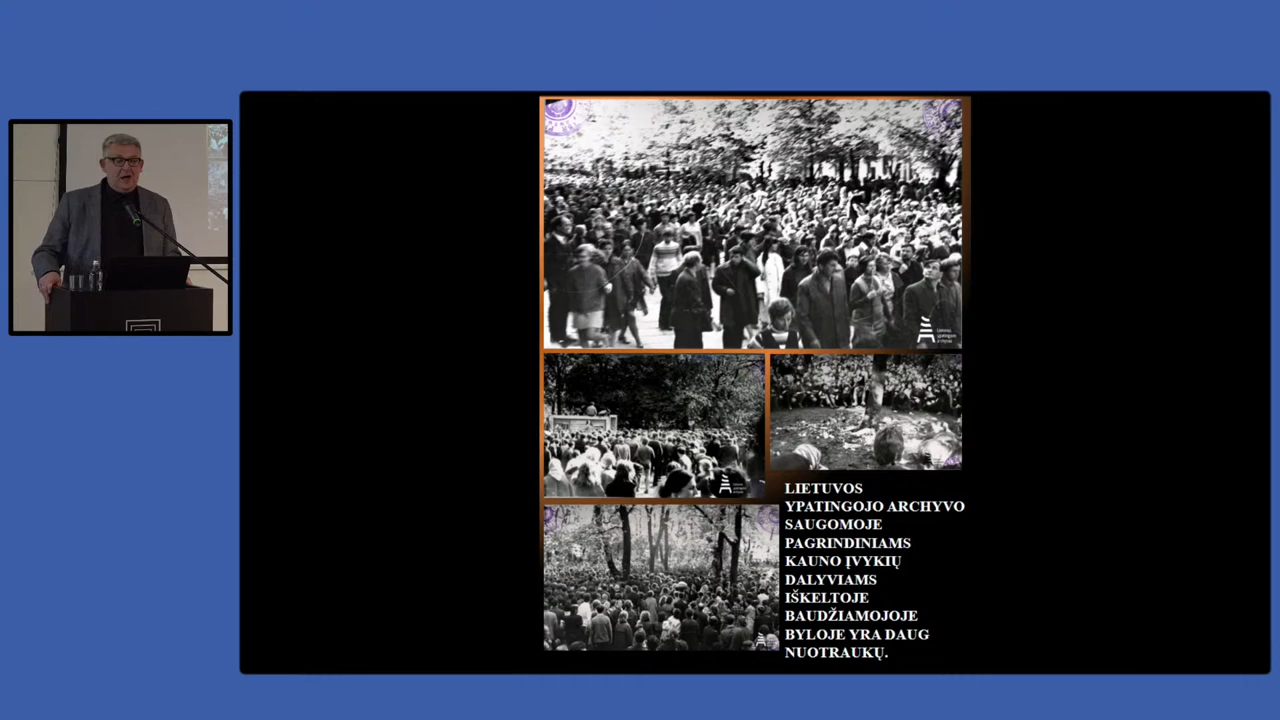 LIETUVOS
YPATINGOJO ARCHYVO
SAUGOMOJE
PAGRINDINIAMS
KAUNO ĮVYKIŲ
DALYVIAMS
IŠKELTOJE
BAUDŽIAMOJOJE
BYLOJE YRA DAUG
NUOTRAUKŲ.